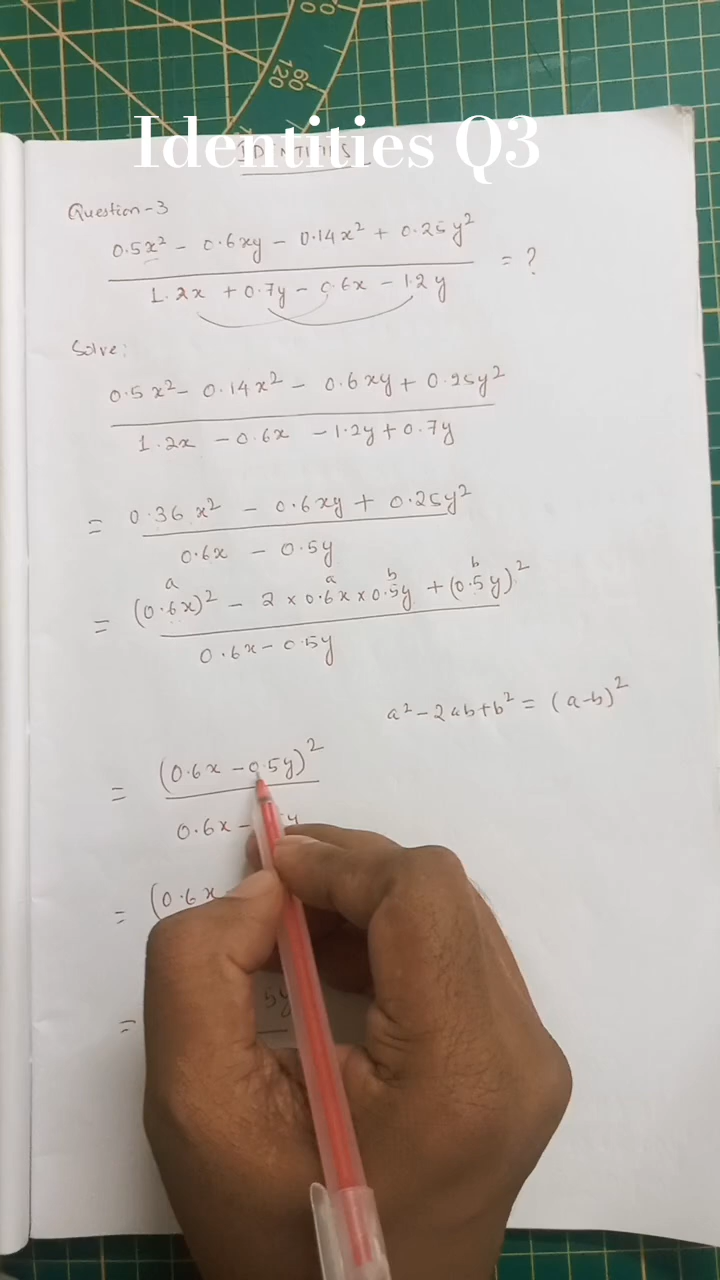 Identities Q3
IDENTITIES
Question-3
0.5x² - 0.6xy - 0.14x² + 0.25y²
1.2x + 0.7y - 0.6x - 1.2y
= ?
Solve:
0.5x² - 0.14x² - 0.6xy + 0.25y²
1.2x - 0.6x - 1.2y + 0.7y
= 0.36x² - 0.6xy + 0.25y²
0.6x - 0.5y
a a b b
= (0.6x)² - 2 × 0.6x × 0.5y + (0.5y)²
0.6x - 0.5y
a² - 2ab + b² = (a-b)²
= (0.6x - 0.5y)²
0.6x -
= (0.6x
=
60
120